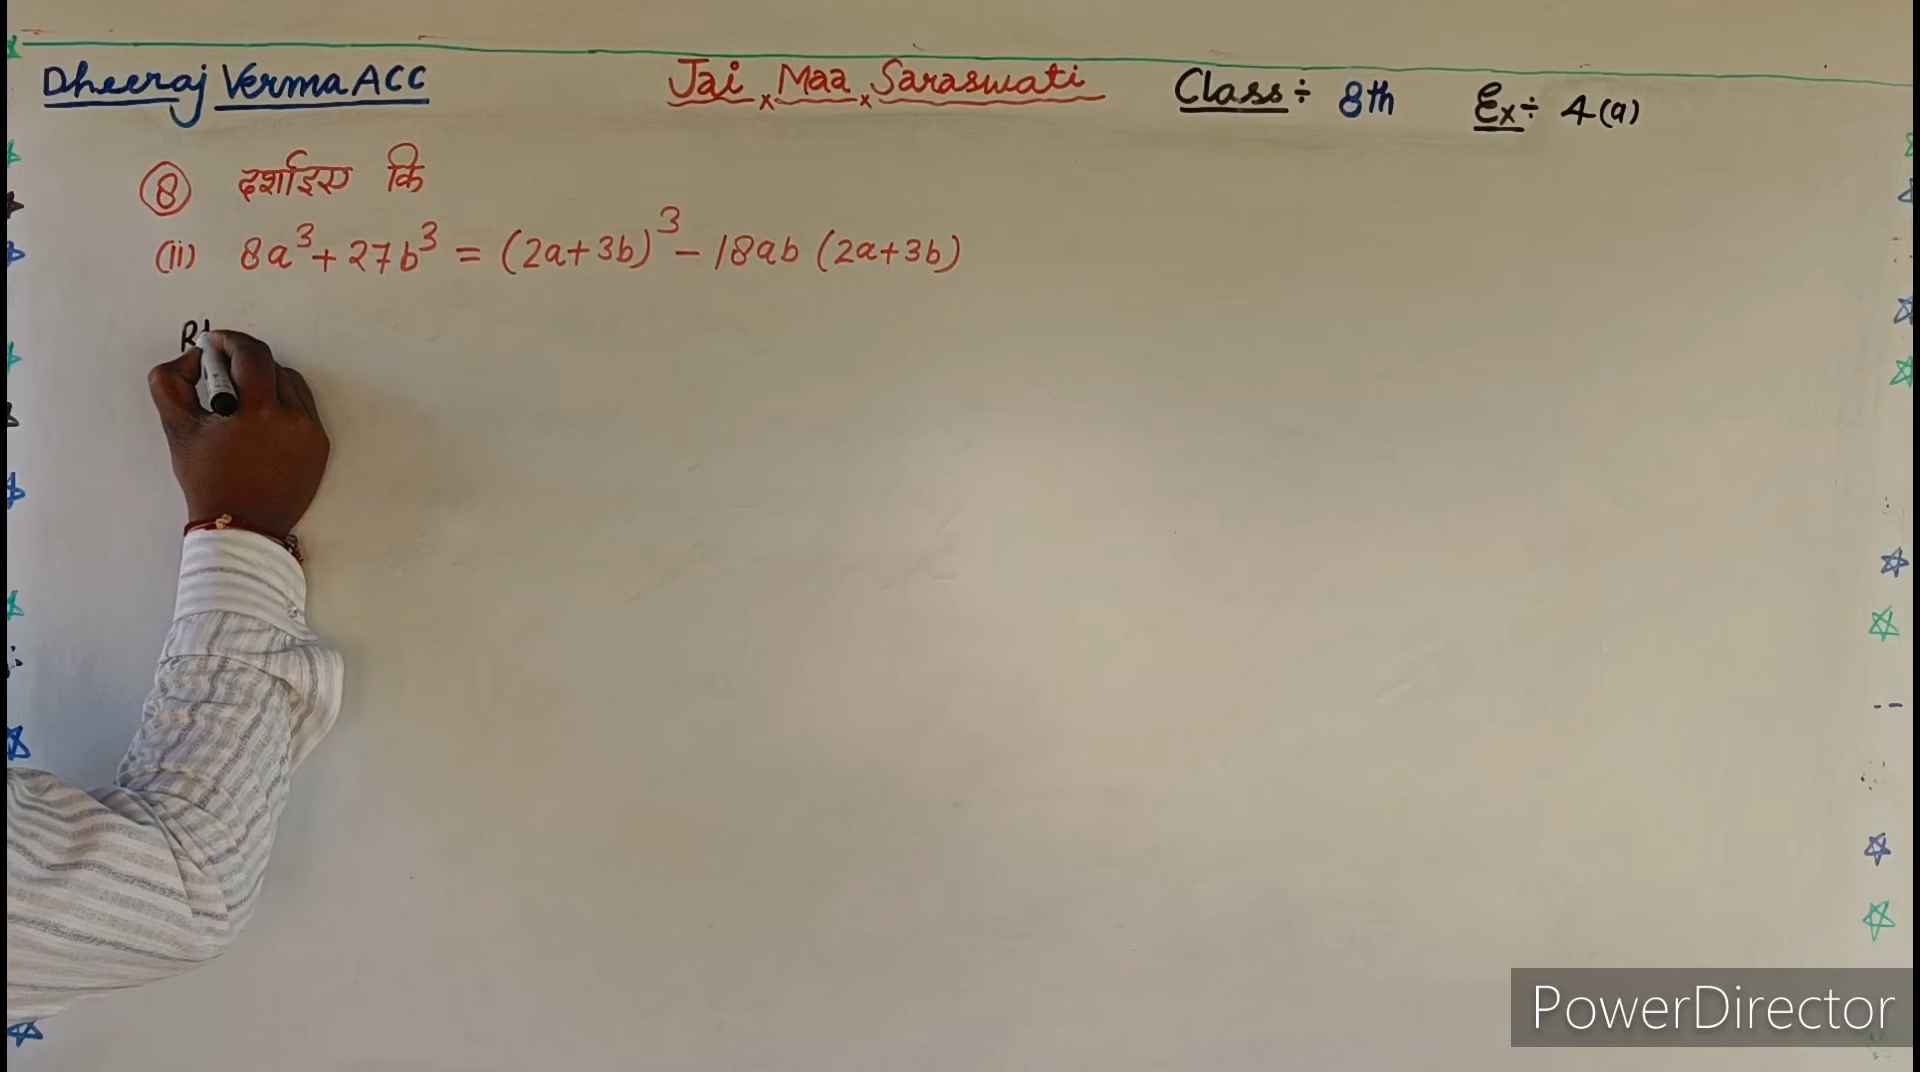 Dheeraj Verma ACC Jai x Maa x Saraswati Class ÷ 8th Ex ÷ 4(a)
⑧ दर्शाइए कि
(ii) 8a³ + 27b³ = (2a+3b)³ - 18ab (2a+3b)
PowerDirector